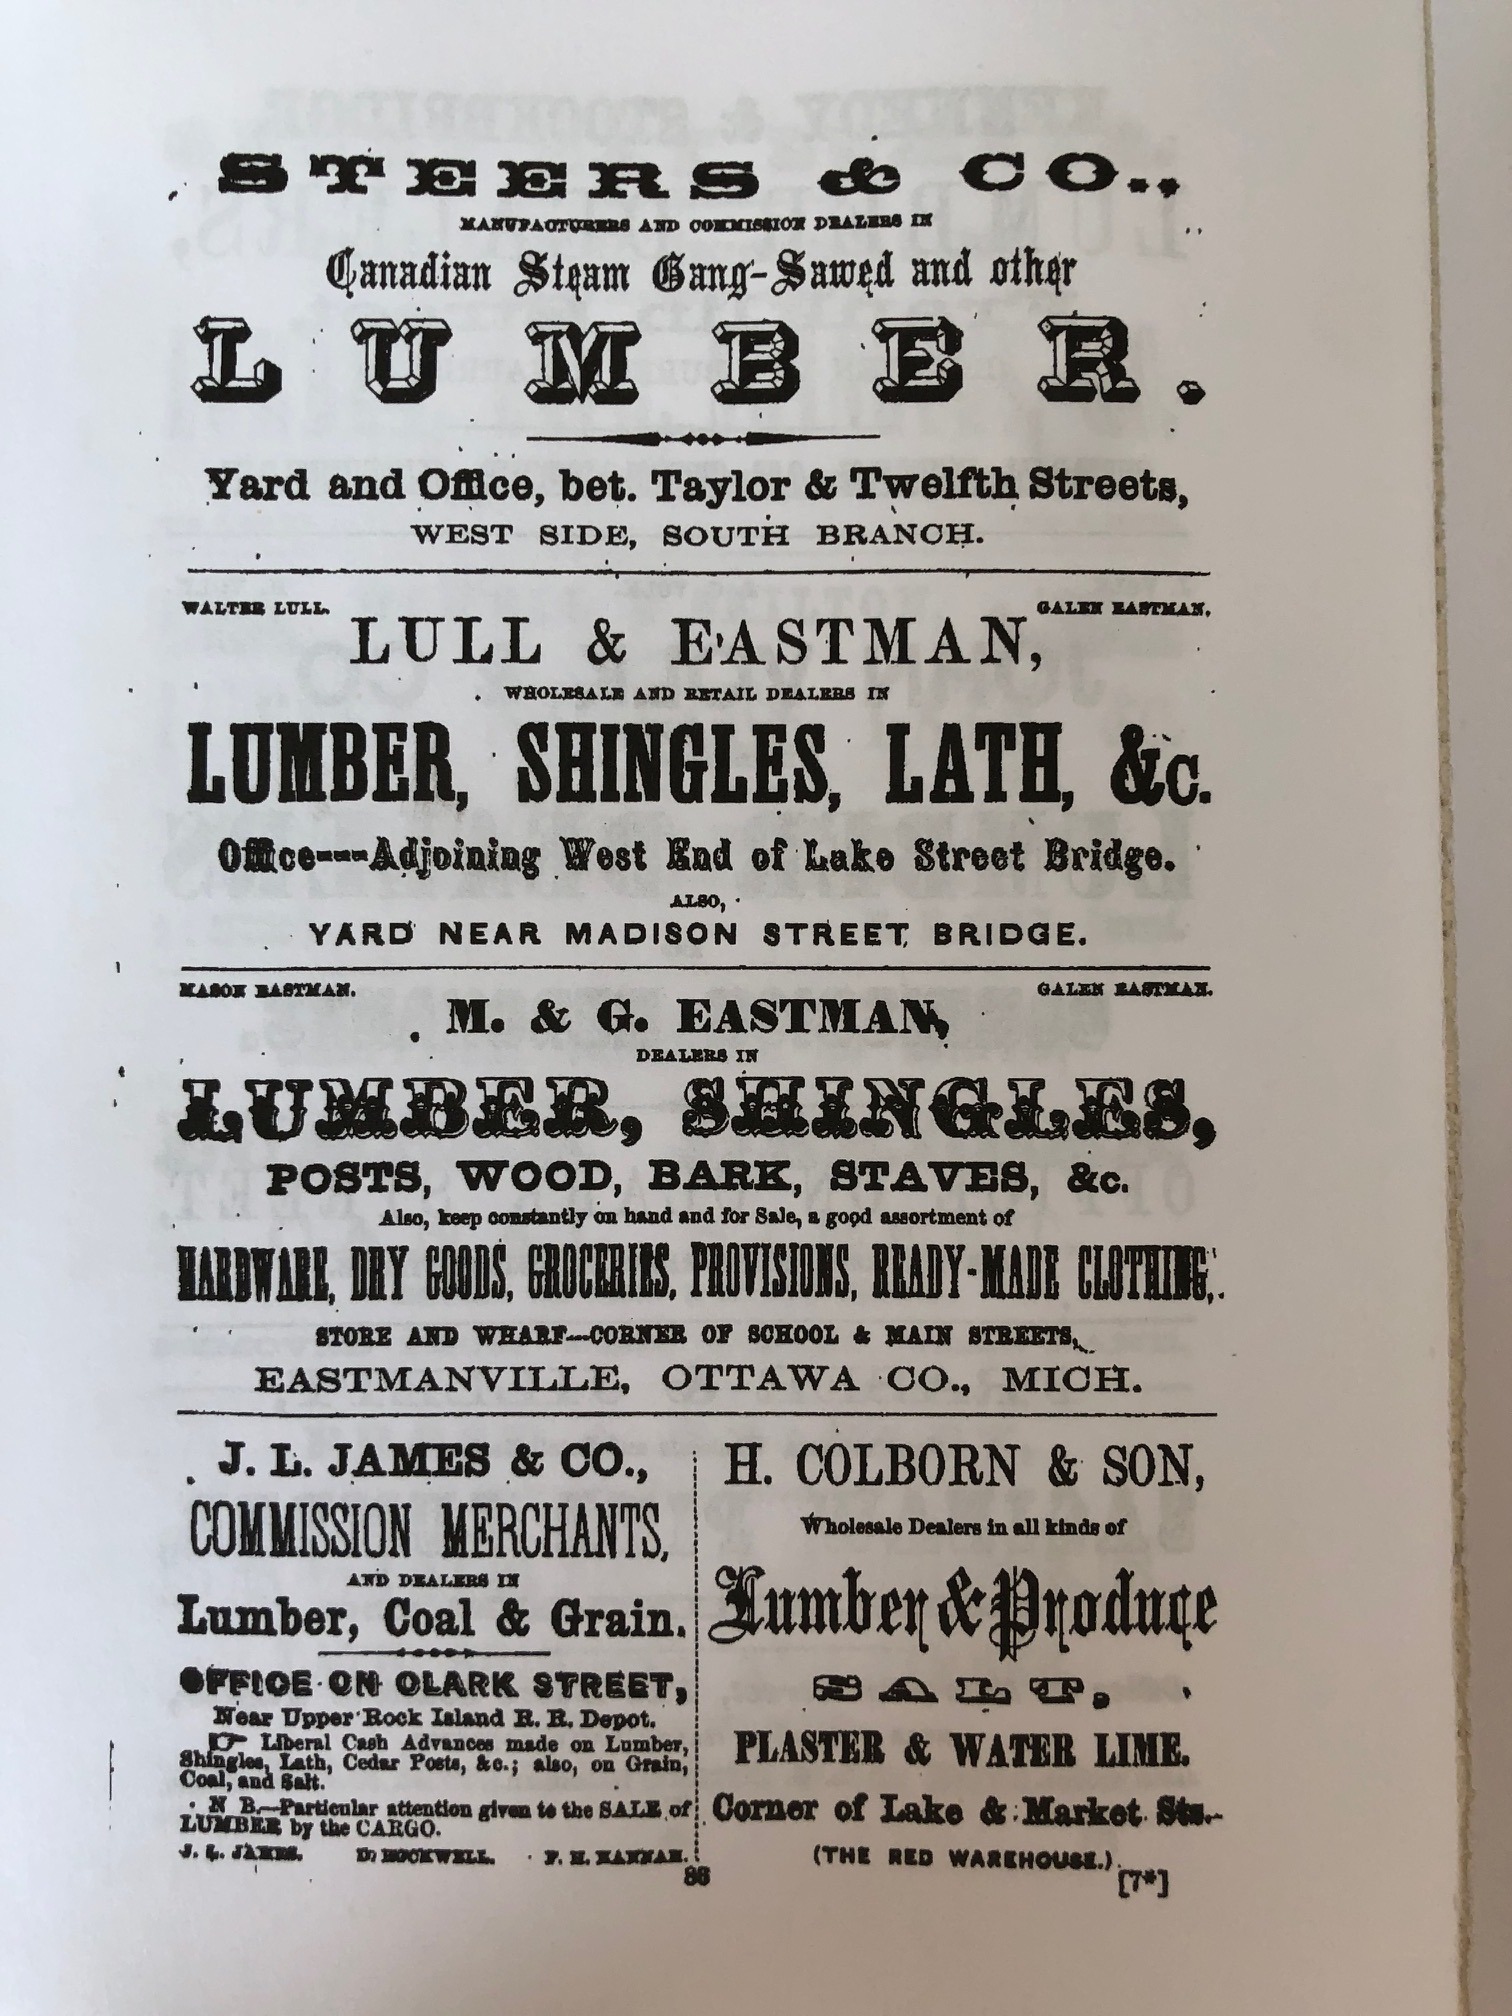 STEERS & CO.,
MANUFACTURERS AND COMMISSION DEALERS IN
Canadian Steam Gang-Sawed and other
LUMBER.
Yard and Office, bet. Taylor & Twelfth Streets,
WEST SIDE, SOUTH BRANCH.
WALTER LULL. GALEN EASTMAN.
LULL & EASTMAN,
WHOLESALE AND RETAIL DEALERS IN
LUMBER, SHINGLES, LATH, &c.
Office---Adjoining West End of Lake Street Bridge.
ALSO,
YARD NEAR MADISON STREET BRIDGE.
MASON EASTMAN. GALEN EASTMAN.
M. & G. EASTMAN,
DEALERS IN
LUMBER, SHINGLES,
POSTS, WOOD, BARK, STAVES, &c.
Also, keep constantly on hand and for Sale, a good assortment of
HARDWARE, DRY GOODS, GROCERIES, PROVISIONS, READY-MADE CLOTHING,
STORE AND WHARF—CORNER OF SCHOOL & MAIN STREETS,
EASTMANVILLE, OTTAWA CO., MICH.
J. L. JAMES & CO.,
COMMISSION MERCHANTS,
AND DEALERS IN
Lumber, Coal & Grain.
OFFICE ON CLARK STREET,
Near Upper Rock Island R. R. Depot.
☞ Liberal Cash Advances made on Lumber,
Shingles, Lath, Cedar Posts, &c.; also, on Grain,
Coal, and Salt.
N B.—Particular attention given to the SALE of
LUMBER by the CARGO.
J. L. JAMES. D. ROCKWELL. P. H. HANNAH.
H. COLBORN & SON,
Wholesale Dealers in all kinds of
Lumber & Produce
SALT,
PLASTER & WATER LIME.
Corner of Lake & Market Sts.
(THE RED WAREHOUSE.)
86
[7*]